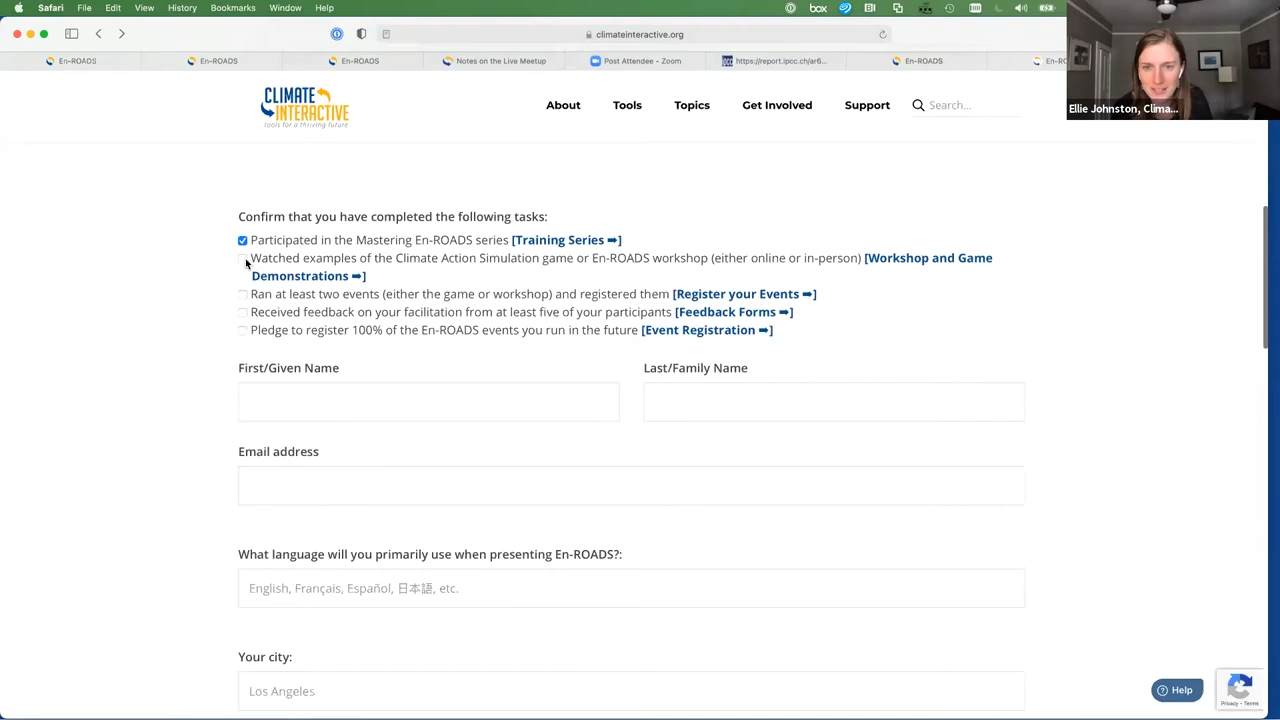 Safari File Edit View History Bookmarks Window Help
box
climateinteractive.org
En-ROADS En-ROADS En-ROADS Notes on the Live Meetup Post Attendee - Zoom https://report.ipcc.ch/ar6... En-ROADS En-RO
Ellie Johnston, Clima...
CLIMATE INTERACTIVE
tools for a thriving future
About Tools Topics Get Involved Support Search...
Confirm that you have completed the following tasks:
Participated in the Mastering En-ROADS series [Training Series ➡]
Watched examples of the Climate Action Simulation game or En-ROADS workshop (either online or in-person) [Workshop and Game
Demonstrations ➡]
Ran at least two events (either the game or workshop) and registered them [Register your Events ➡]
Received feedback on your facilitation from at least five of your participants [Feedback Forms ➡]
Pledge to register 100% of the En-ROADS events you run in the future [Event Registration ➡]
First/Given Name Last/Family Name
Email address
What language will you primarily use when presenting En-ROADS?:
English, Français, Español, 日本語, etc.
Your city:
Los Angeles
Help
Privacy - Terms